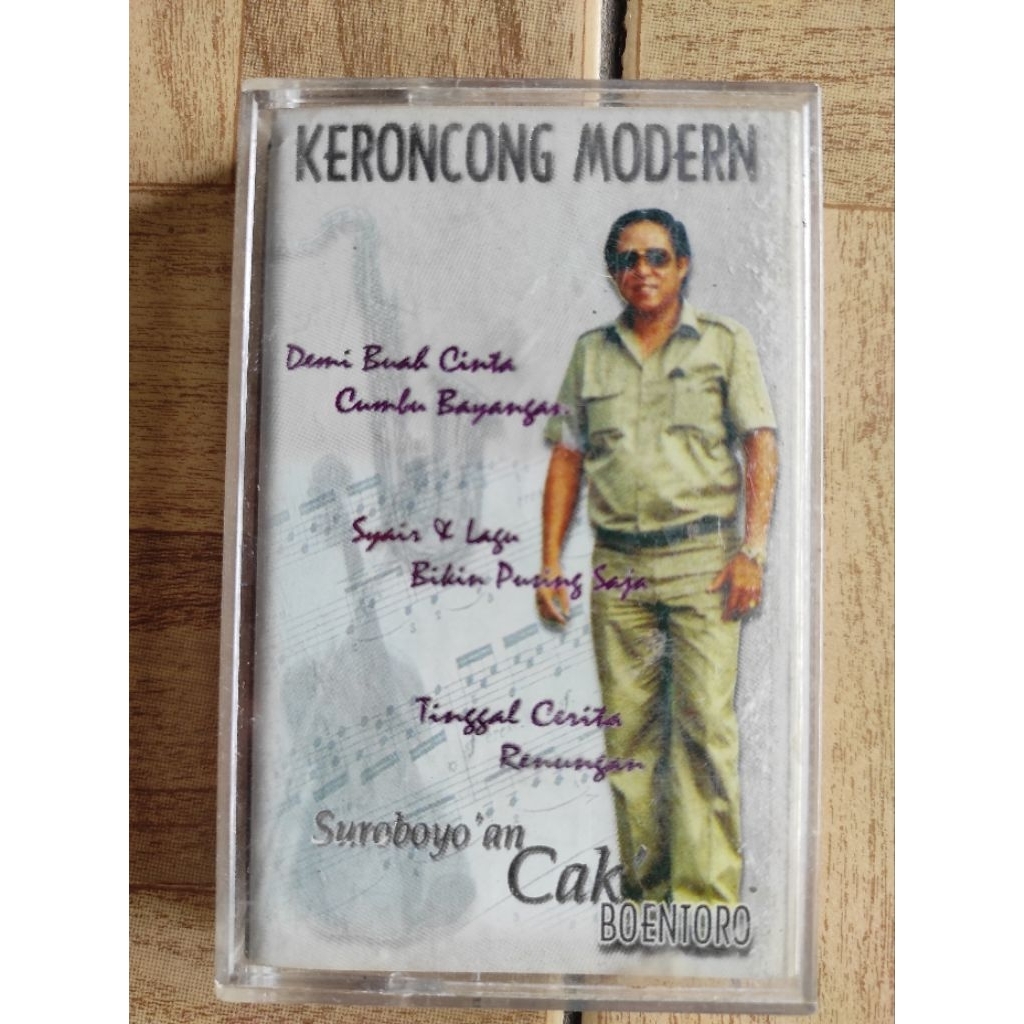 KERONCONG MODERN
Demi Buah Cinta
Cumbu Bayangan
Syair & Lagu
Bikin Pusing Saja
Tinggal Cerita
Renungan
Suroboyo'an
Cak'
BOENTORO